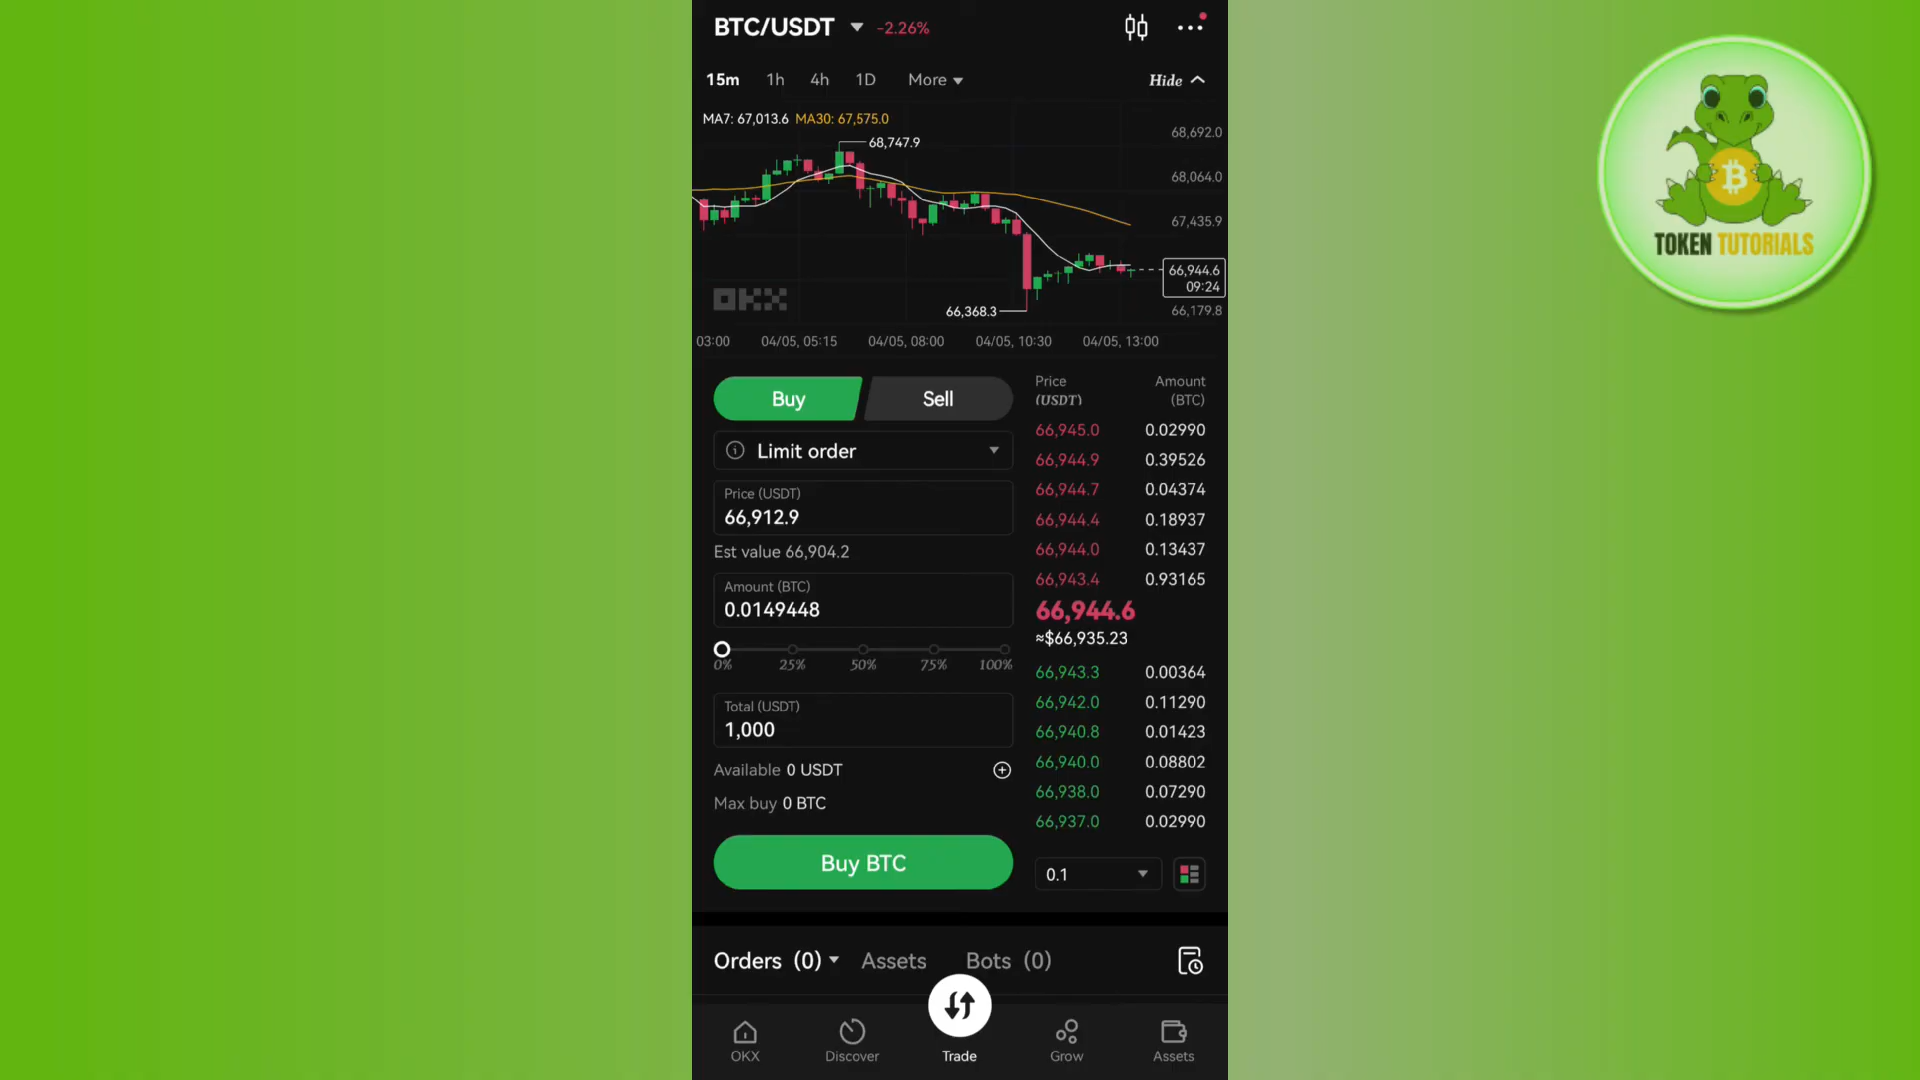 BTC/USDT -2.26%
15m 1h 4h 1D More Hide
MA7: 67,013.6 MA30: 67,575.0
68,747.9
68,692.0
68,064.0
67,435.9
66,944.6
09:24
66,368.3
66,179.8
OKX
03:00 04/05, 05:15 04/05, 08:00 04/05, 10:30 04/05, 13:00
Buy Sell
Limit order
Price (USDT)
66,912.9
Est value 66,904.2
Amount (BTC)
0.0149448
0% 25% 50% 75% 100%
Total (USDT)
1,000
Available 0 USDT
Max buy 0 BTC
Buy BTC
Price Amount
(USDT) (BTC)
66,945.0 0.02990
66,944.9 0.39526
66,944.7 0.04374
66,944.4 0.18937
66,944.0 0.13437
66,943.4 0.93165
66,944.6
≈$66,935.23
66,943.3 0.00364
66,942.0 0.11290
66,940.8 0.01423
66,940.0 0.08802
66,938.0 0.07290
66,937.0 0.02990
0.1
Orders (0) Assets Bots (0)
OKX Discover Trade Grow Assets
TOKEN TUTORIALS